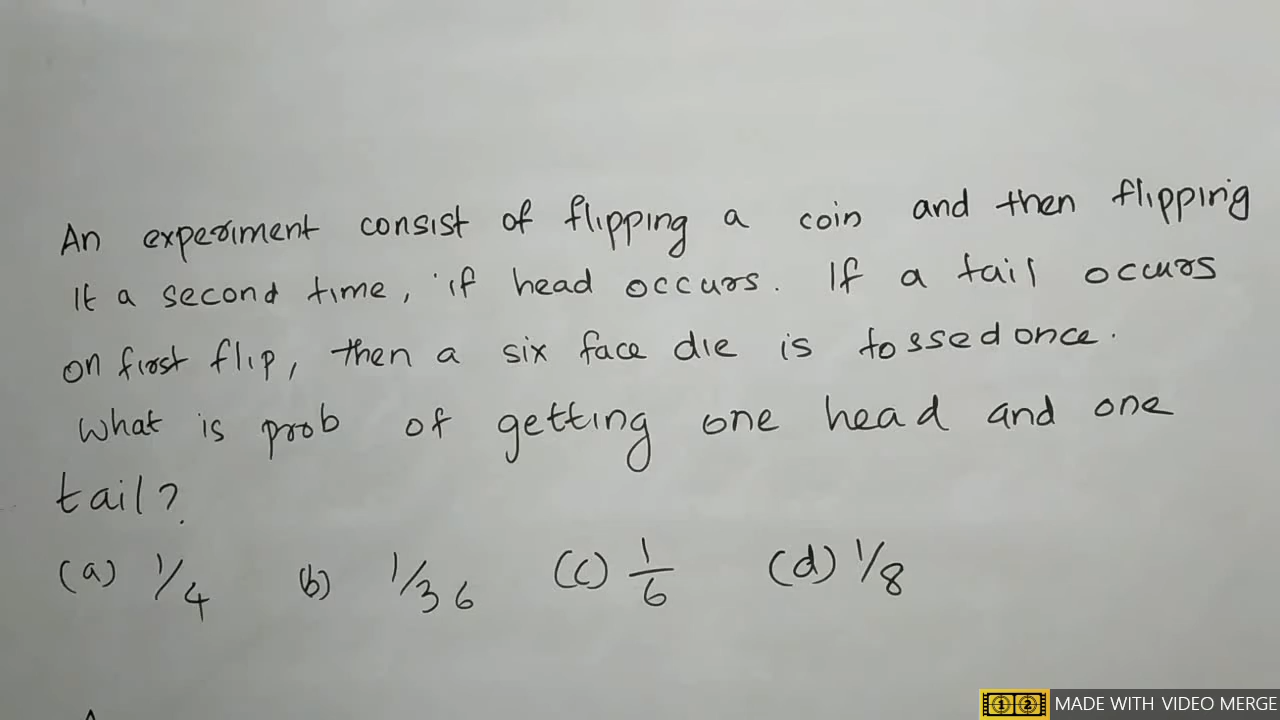 An experiment consist of flipping a coin and then flipping
it a second time, if head occurs. If a tail occurs
on first flip, then a six face die is tossed once.
What is prob of getting one head and one
tail?
(a) 1/4 (b) 1/36 (c) 1/6 (d) 1/8
MADE WITH VIDEO MERGE